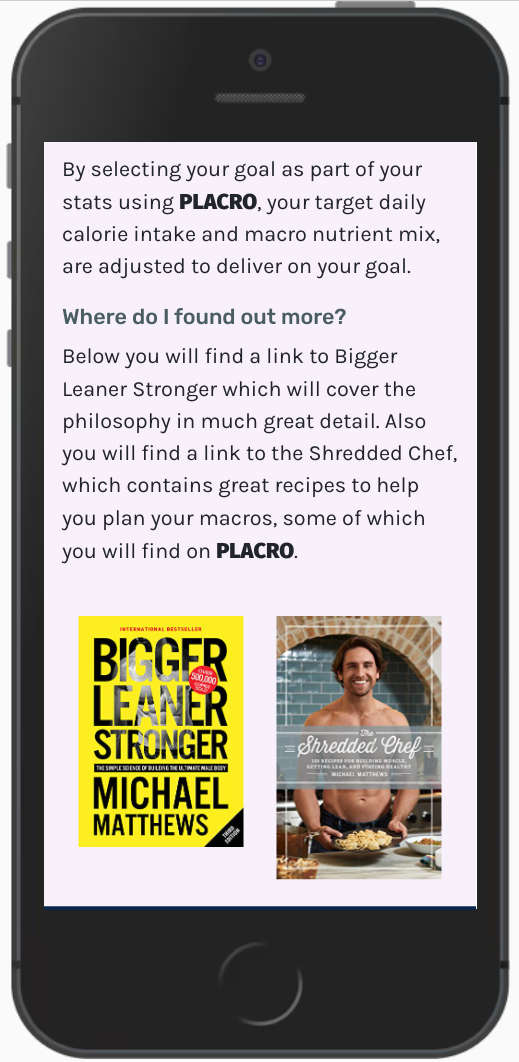 By selecting your goal as part of your
stats using PLACRO, your target daily
calorie intake and macro nutrient mix,
are adjusted to deliver on your goal.
Where do I found out more?
Below you will find a link to Bigger
Leaner Stronger which will cover the
philosophy in much great detail. Also
you will find a link to the Shredded Chef,
which contains great recipes to help
you plan your macros, some of which
you will find on PLACRO.
INTERNATIONAL BESTSELLER
BIGGER
OVER
500,000
COPIES
SOLD
LEANER
STRONGER
THE SIMPLE SCIENCE OF BUILDING THE ULTIMATE MALE BODY
MICHAEL
MATTHEWS
THIRD
EDITION
The
Shredded Chef
120 RECIPES FOR BUILDING MUSCLE,
GETTING LEAN, AND STAYING HEALTHY
MICHAEL MATTHEWS